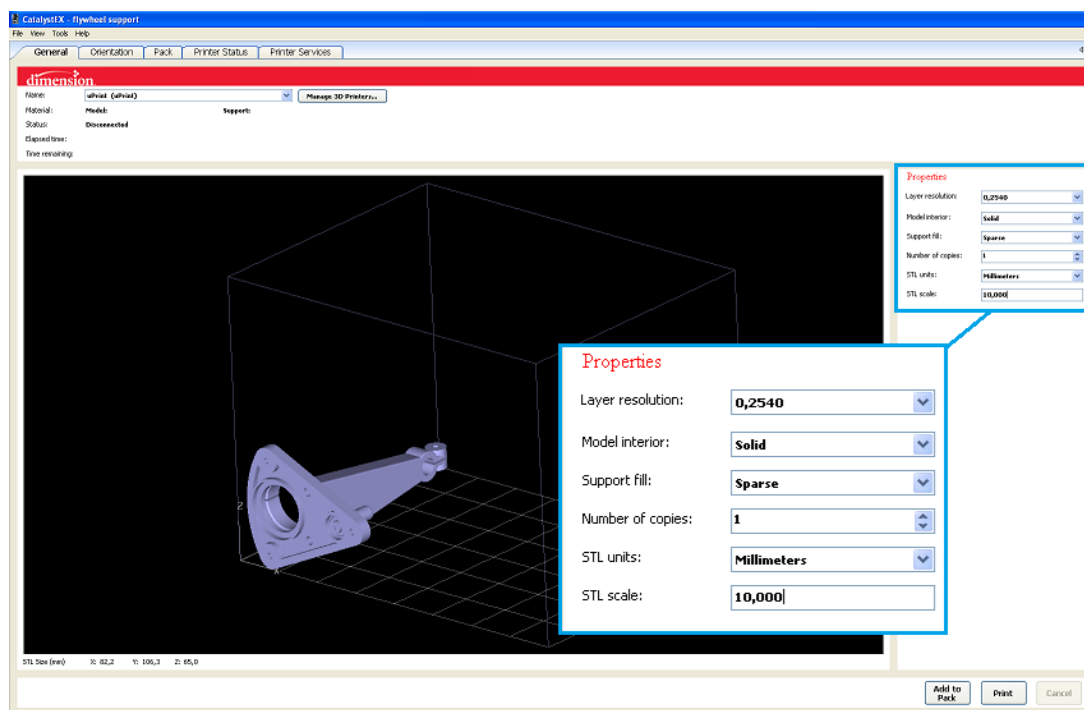 CatalystEX - flywheel support
File View Tools Help
General Orientation Pack Printer Status Printer Services
dimension
Name: uPrint (uPrint) Manage 3D Printers...
Material: Model: Support:
Status: Disconnected
Elapsed time:
Time remaining:
Properties
Layer resolution: 0,2540
Model interior: Solid
Support fill: Sparse
Number of copies: 1
STL units: Millimeters
STL scale: 10,000
Properties
Layer resolution: 0,2540
Model interior: Solid
Support fill: Sparse
Number of copies: 1
STL units: Millimeters
STL scale: 10,000
Z
X
STL Size (mm) X: 82,2 Y: 106,3 Z: 65,0
Add to Pack Print Cancel